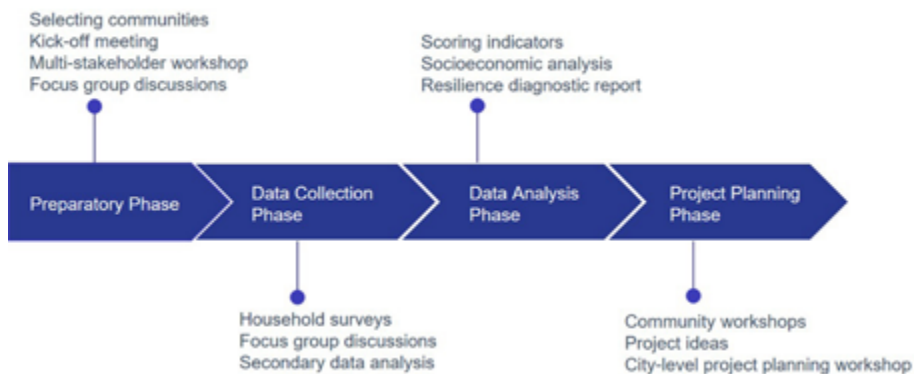 Selecting communities
Kick-off meeting
Multi-stakeholder workshop
Focus group discussions
Scoring indicators
Socioeconomic analysis
Resilience diagnostic report
Preparatory Phase
Data Collection
Phase
Data Analysis
Phase
Project Planning
Phase
Household surveys
Focus group discussions
Secondary data analysis
Community workshops
Project ideas
City-level project planning workshop